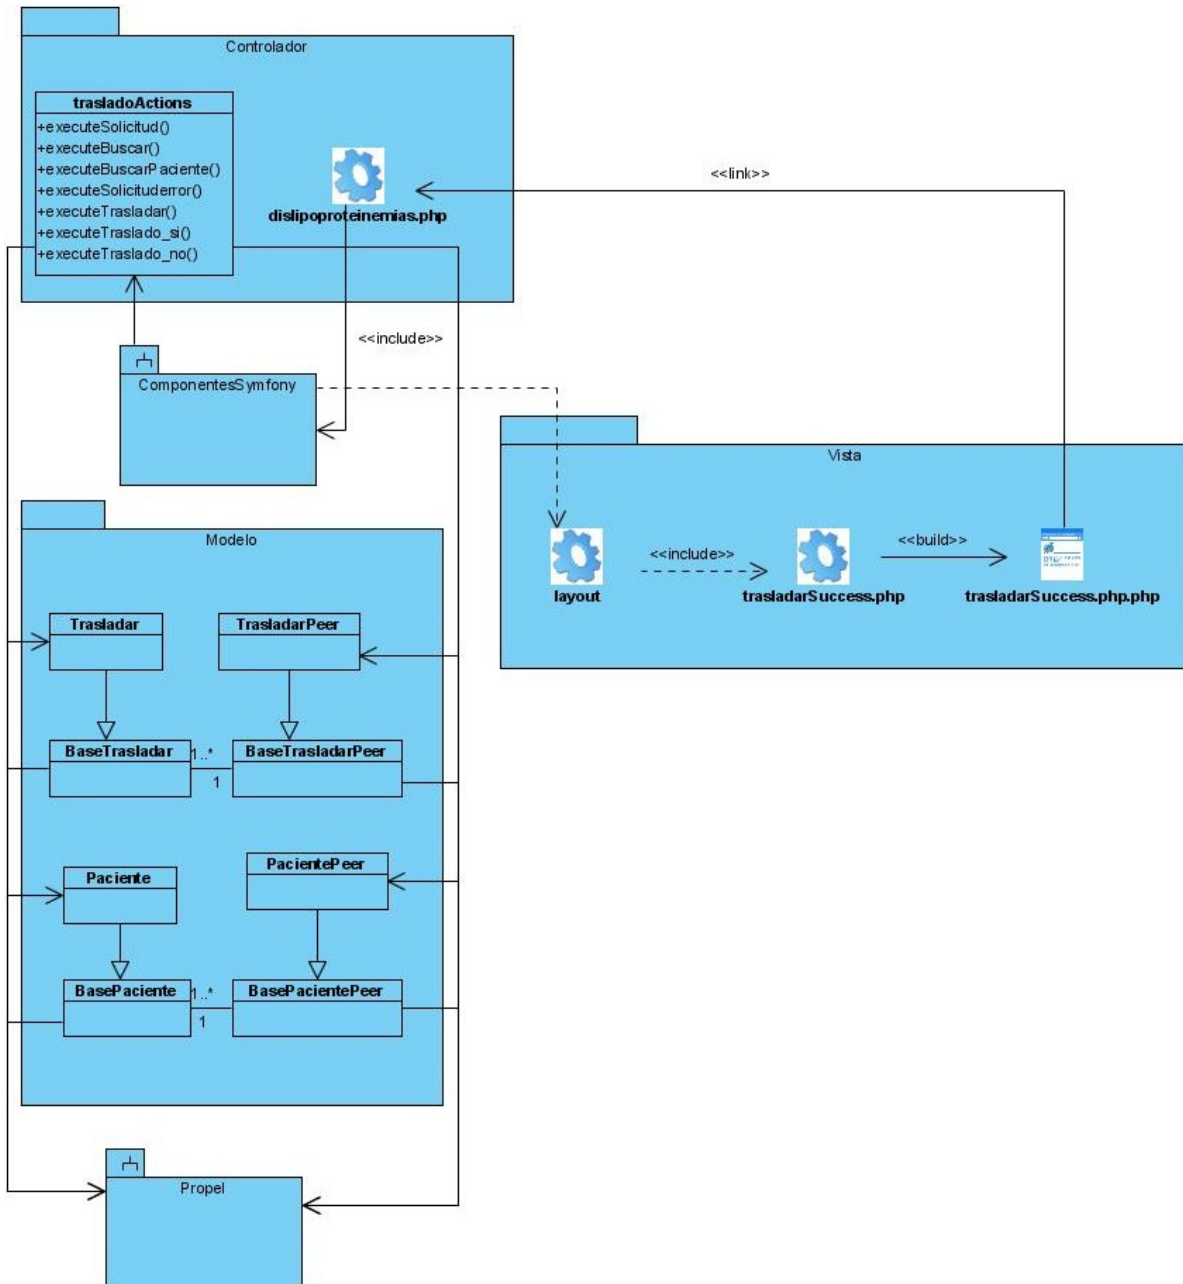 Controlador
trasladoActions
+executeSolicitud()
+executeBuscar()
+executeBuscarPaciente()
+executeSolicituderror()
+executeTrasladar()
+executeTraslado_si()
+executeTraslado_no()
dislipoproteinemias.php
<<link>>
<<include>>
ComponentesSymfony
Vista
layout
<<include>>
trasladarSuccess.php
<<build>>
trasladarSuccess.php.php
Modelo
Trasladar
TrasladarPeer
BaseTrasladar
1..*
1
BaseTrasladarPeer
Paciente
PacientePeer
BasePaciente
1..*
1
BasePacientePeer
Propel